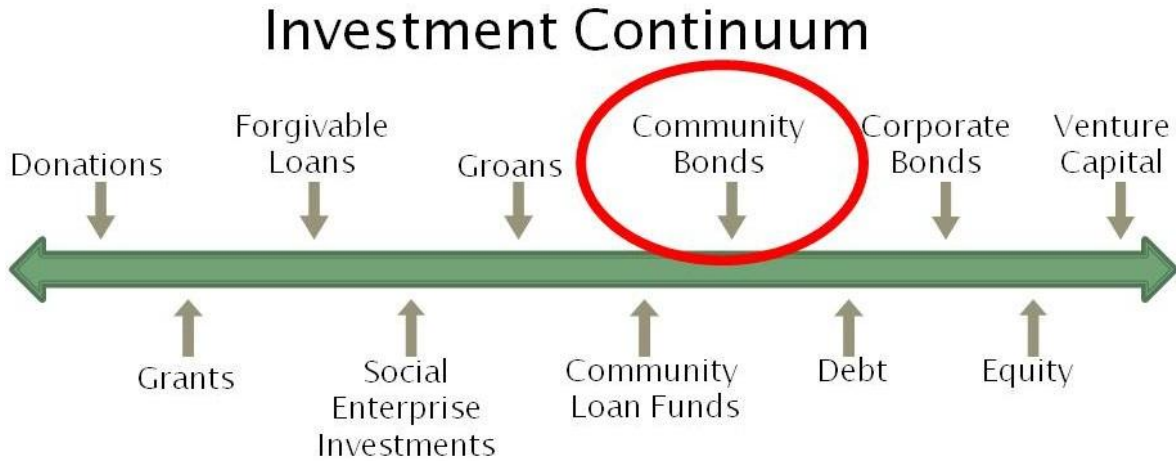 Investment Continuum
Donations
Forgivable
Loans
Groans
Community
Bonds
Corporate
Bonds
Venture
Capital
Grants
Social
Enterprise
Investments
Community
Loan Funds
Debt
Equity